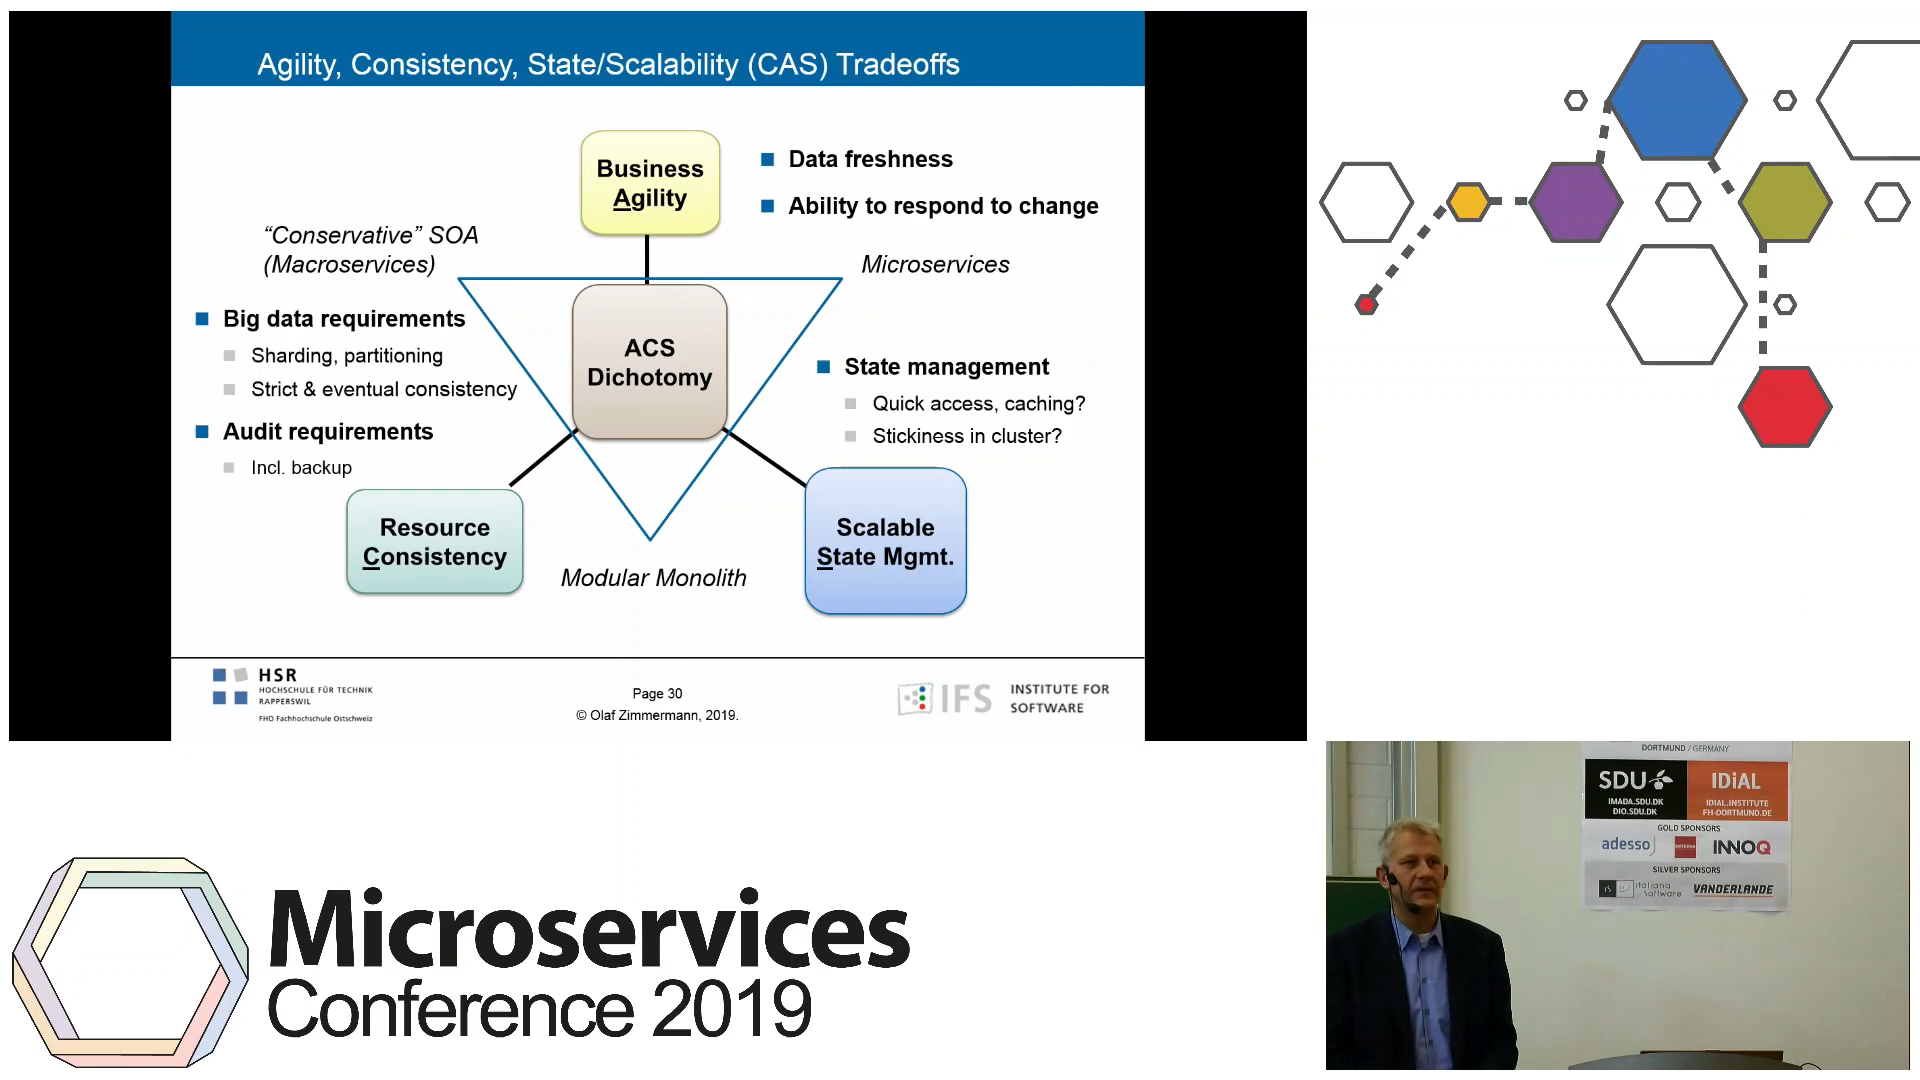 Agility, Consistency, State/Scalability (CAS) Tradeoffs
Business
Agility
Data freshness
Ability to respond to change
“Conservative” SOA
(Macroservices)
Microservices
Big data requirements
Sharding, partitioning
Strict & eventual consistency
Audit requirements
Incl. backup
ACS
Dichotomy
State management
Quick access, caching?
Stickiness in cluster?
Resource
Consistency
Scalable
State Mgmt.
Modular Monolith
HSR
HOCHSCHULE FÜR TECHNIK
RAPPERSWIL
FHO Fachhochschule Ostschweiz
Page 30
© Olaf Zimmermann, 2019.
IFS
INSTITUTE FOR
SOFTWARE
Microservices
Conference 2019
DORTMUND / GERMANY
SDU
IMADA.SDU.DK
DIO.SDU.DK
IDiAL
IDIAL.INSTITUTE
FH-DORTMUND.DE
GOLD SPONSORS
adesso
INNOQ
SILVER SPONSORS
italiana
Software
VANDERLANDE